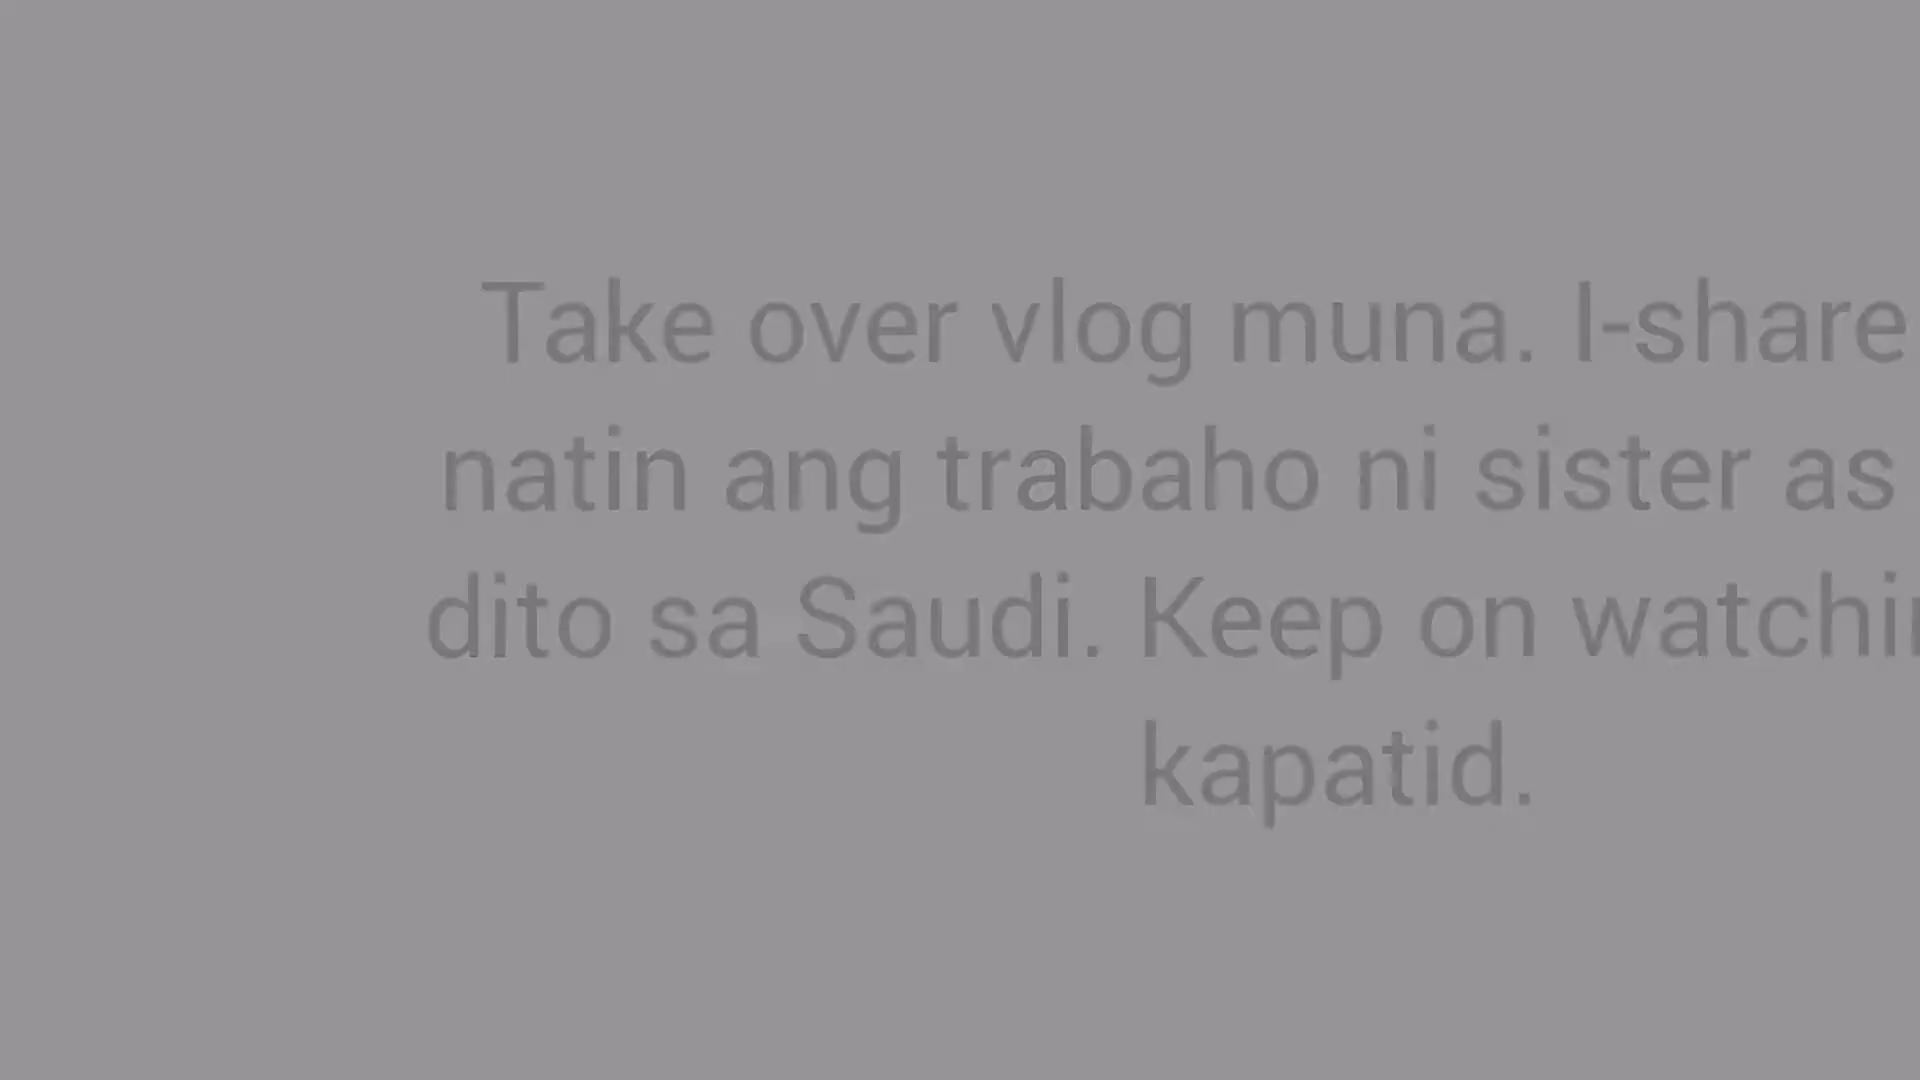 Take over vlog muna. I-share
natin ang trabaho ni sister as
dito sa Saudi. Keep on
kapatid.